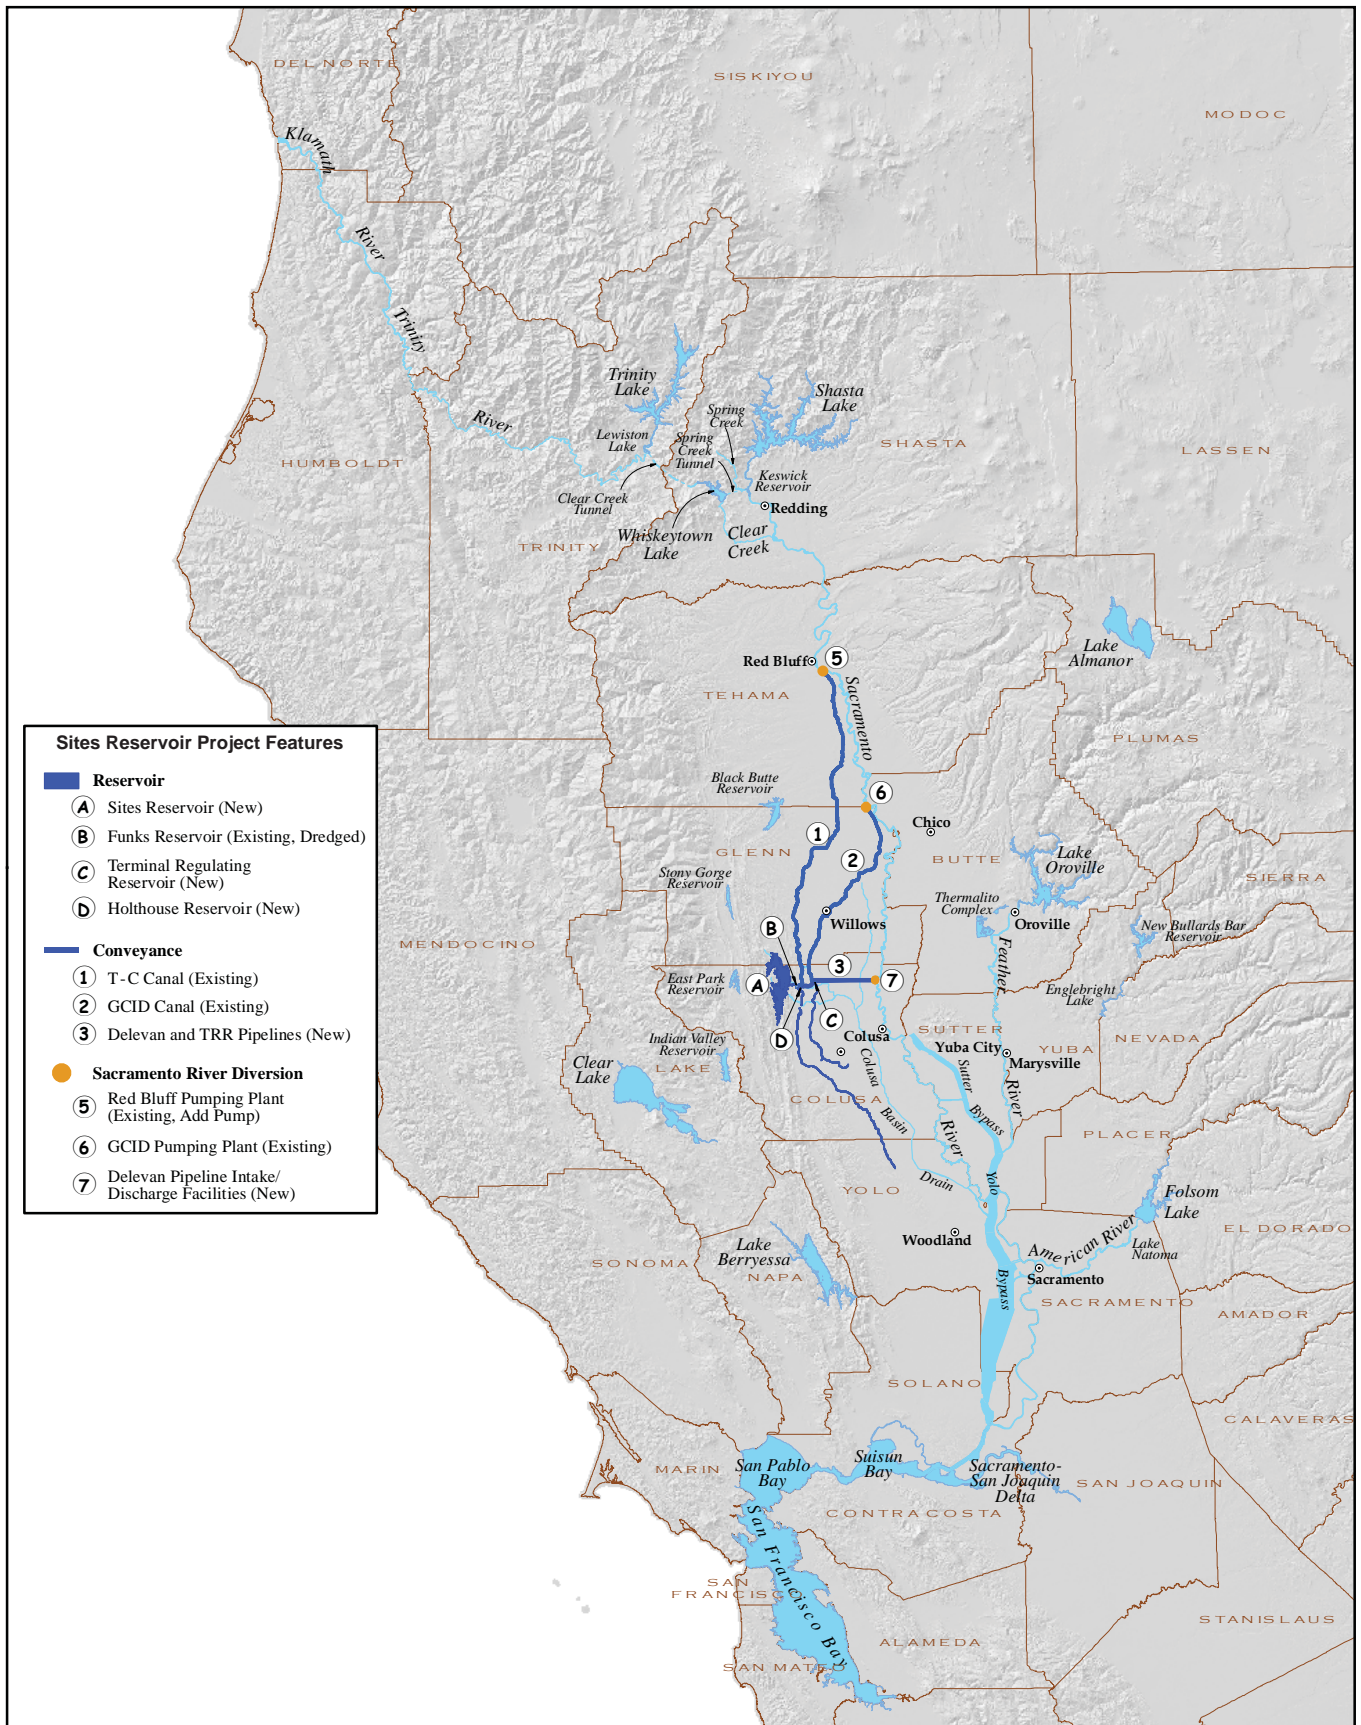 DEL NORTE
SISKIYOU
MODOC
Klamath
River
Trinity
River
Trinity
Lake
Shasta
Lake
Spring
Creek
Lewiston
Lake
Spring
Creek
Tunnel
SHASTA
LASSEN
HUMBOLDT
Keswick
Reservoir
Clear Creek
Tunnel
Redding
Whiskeytown
Lake
Clear
Creek
TRINITY
Lake
Almanor
Red Bluff
5
TEHAMA
Sacramento
PLUMAS
Sites Reservoir Project Features
Reservoir
A Sites Reservoir (New)
B Funks Reservoir (Existing, Dredged)
C Terminal Regulating
Reservoir (New)
D Holthouse Reservoir (New)
Conveyance
1 T-C Canal (Existing)
2 GCID Canal (Existing)
3 Delevan and TRR Pipelines (New)
Sacramento River Diversion
5 Red Bluff Pumping Plant
(Existing, Add Pump)
6 GCID Pumping Plant (Existing)
7 Delevan Pipeline Intake/
Discharge Facilities (New)
Black Butte
Reservoir
6
Chico
1
2
GLENN
BUTTE
Lake
Oroville
SIERRA
Stony Gorge
Reservoir
Thermalito
Complex
Oroville
Willows
New Bullards Bar
Reservoir
MENDOCINO
B
Feather
3
East Park
Reservoir
A
7
Englebright
Lake
C
D
Colusa
SUTTER
NEVADA
Indian Valley
Reservoir
Yuba City
YUBA
Marysville
Clear
Lake
LAKE
Colusa
Sutter
River
COLUSA
Basin
Bypass
River
PLACER
Drain
YOLO
Yolo
Folsom
Lake
American River
EL DORADO
Woodland
Lake
Natoma
Lake
Berryessa
SONOMA
NAPA
Bypass
Sacramento
SACRAMENTO
AMADOR
SOLANO
CALAVERAS
Suisun
Bay
San Pablo
Bay
MARIN
Sacramento-
San Joaquin
Delta
SAN JOAQUIN
CONTRA COSTA
San Francisco Bay
SAN
FRANCISCO
STANISLAUS
ALAMEDA
SAN MATEO